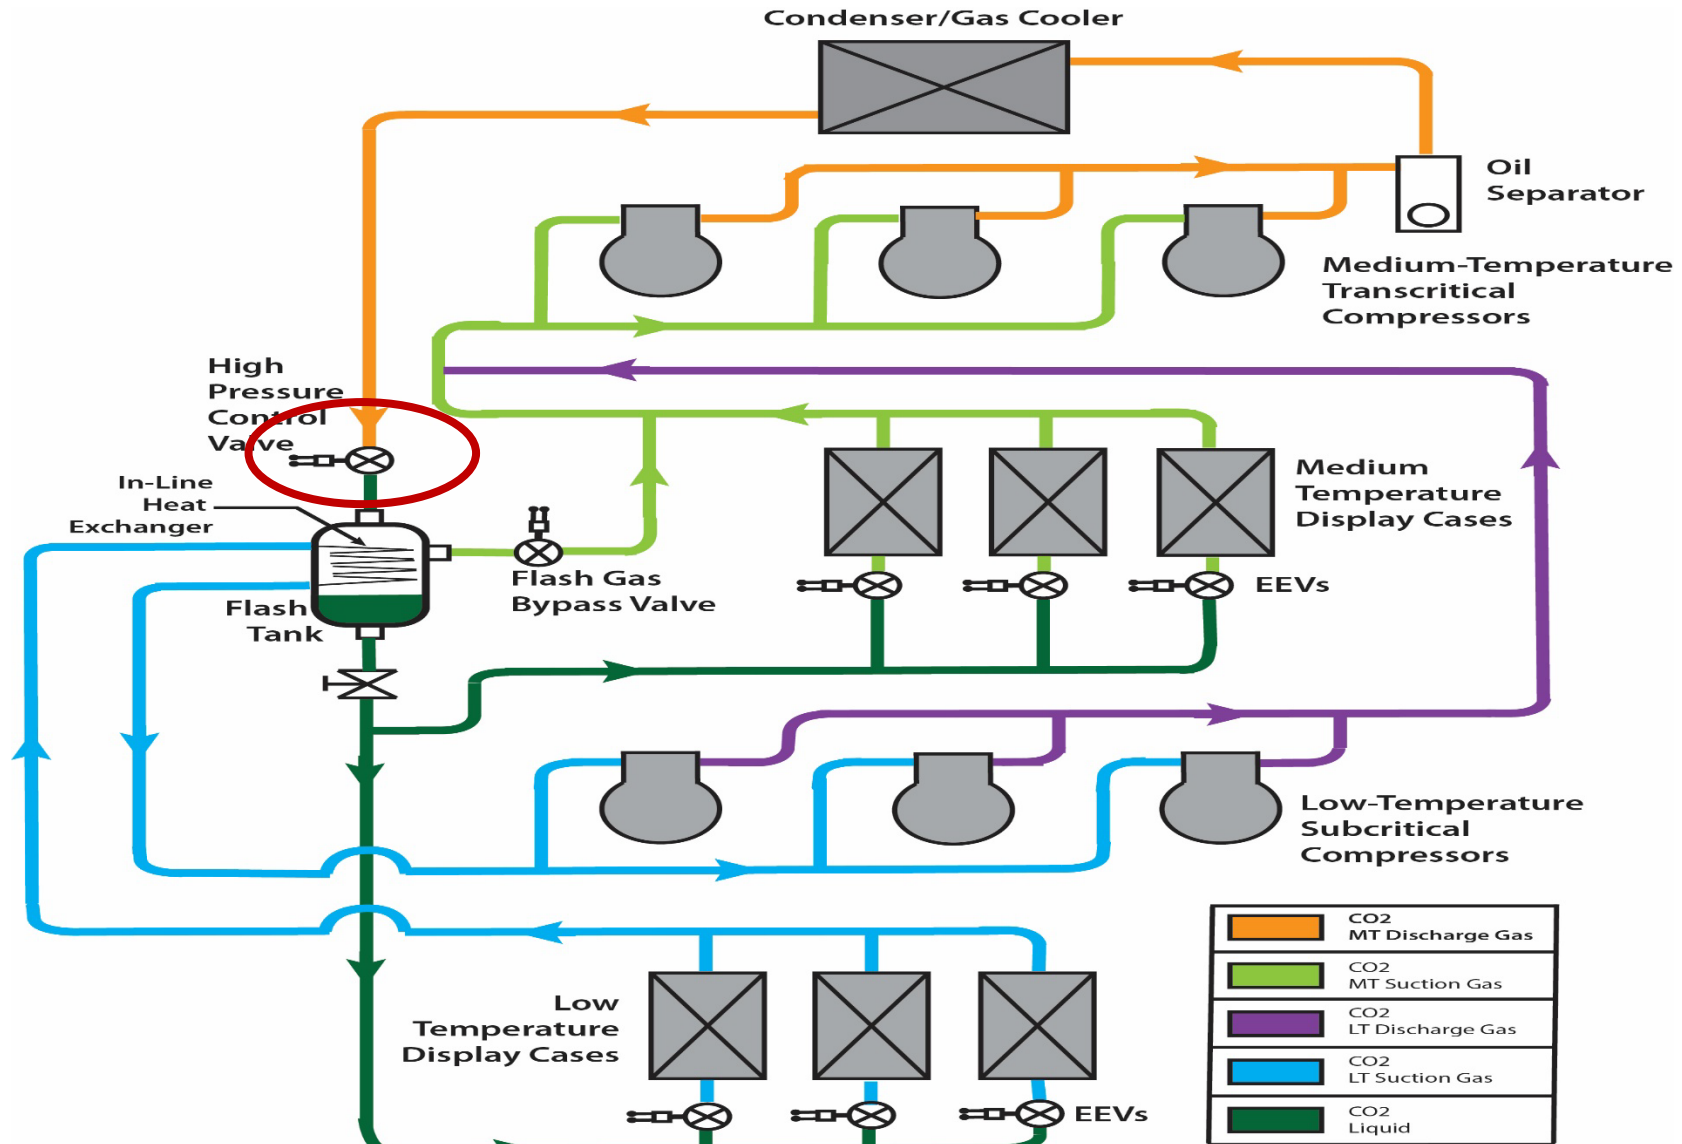 Condenser/Gas Cooler
Oil
Separator
Medium-Temperature
Transcritical
Compressors
High
Pressure
Control
Valve
In-Line
Heat
Exchanger
Flash Gas
Bypass Valve
Flash
Tank
Medium
Temperature
Display Cases
EEVs
Low-Temperature
Subcritical
Compressors
Low
Temperature
Display Cases
EEVs
CO2
MT Discharge Gas
CO2
MT Suction Gas
CO2
LT Discharge Gas
CO2
LT Suction Gas
CO2
Liquid